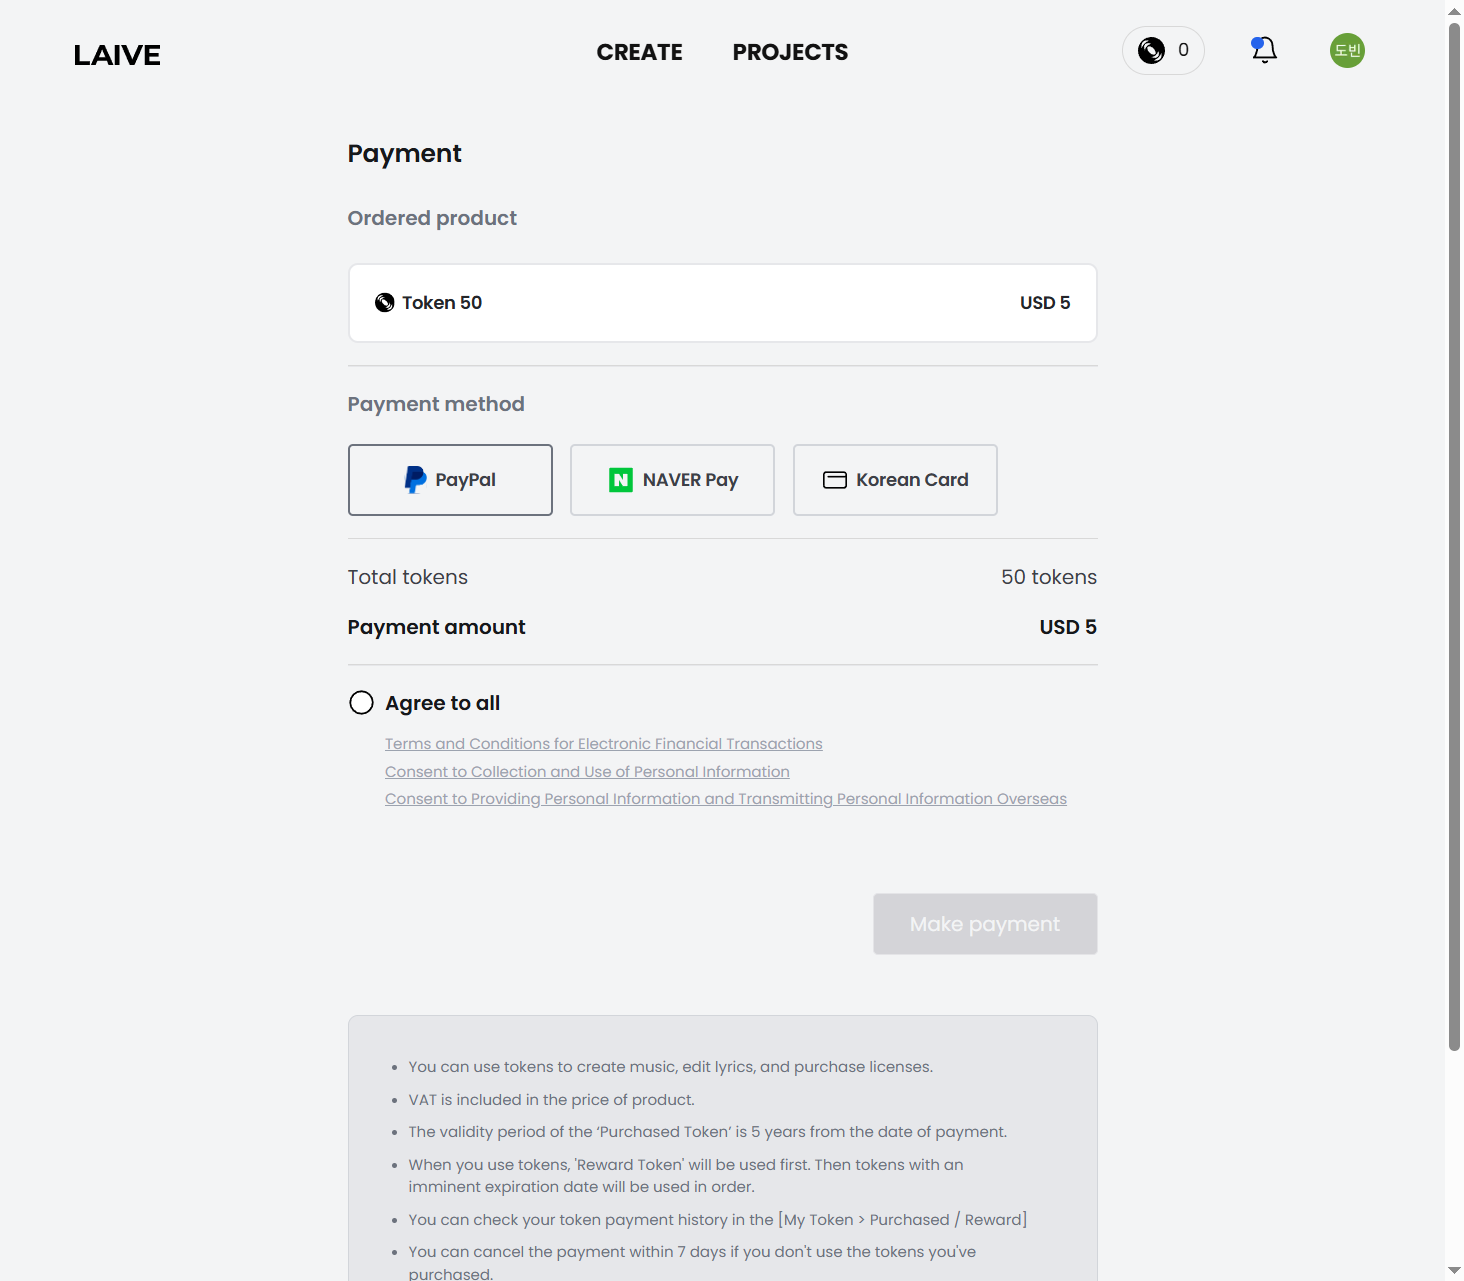 LAIVE
CREATE
PROJECTS
0
도빈
Payment
Ordered product
Token 50
USD 5
Payment method
PayPal
NAVER Pay
Korean Card
Total tokens
50 tokens
Payment amount
USD 5
Agree to all
Terms and Conditions for Electronic Financial Transactions
Consent to Collection and Use of Personal Information
Consent to Providing Personal Information and Transmitting Personal Information Overseas
Make payment
• You can use tokens to create music, edit lyrics, and purchase licenses.
• VAT is included in the price of product.
• The validity period of the ‘Purchased Token’ is 5 years from the date of payment.
• When you use tokens, 'Reward Token' will be used first. Then tokens with an
imminent expiration date will be used in order.
• You can check your token payment history in the [My Token > Purchased / Reward]
• You can cancel the payment within 7 days if you don't use the tokens you've
purchased.